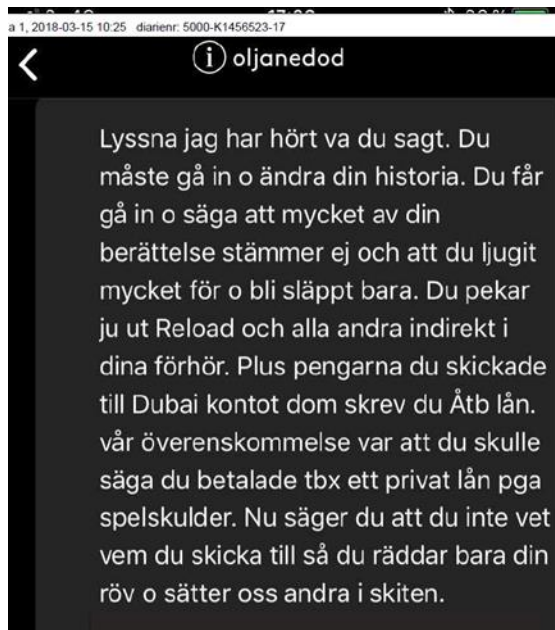 a 1, 2018-03-15 10:25 diarienr: 5000-K1456523-17
oljanedod
Lyssna jag har hört va du sagt. Du
måste gå in o ändra din historia. Du får
gå in o säga att mycket av din
berättelse stämmer ej och att du ljugit
mycket för o bli släppt bara. Du pekar
ju ut Reload och alla andra indirekt i
dina förhör. Plus pengarna du skickade
till Dubai kontot dom skrev du Åtb lån.
vår överenskommelse var att du skulle
säga du betalade tbx ett privat lån pga
spelskulder. Nu säger du att du inte vet
vem du skicka till så du räddar bara din
röv o sätter oss andra i skiten.